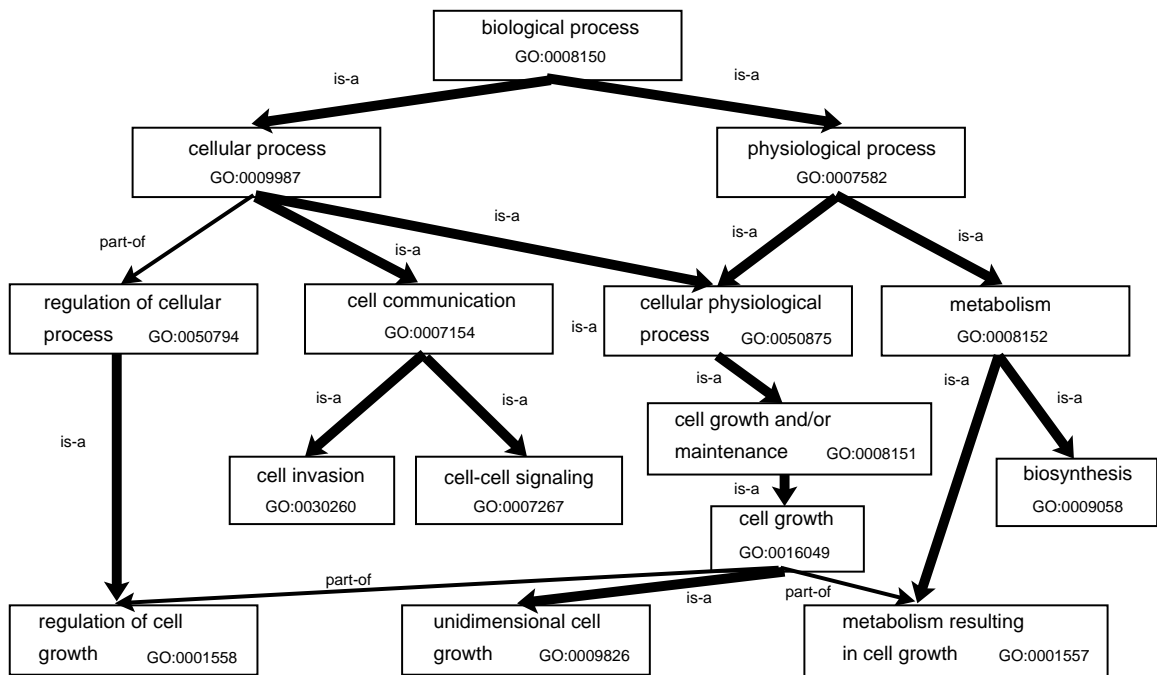 biological process
GO:0008150
is-a
is-a
cellular process
GO:0009987
physiological process
GO:0007582
part-of
is-a
is-a
is-a
is-a
regulation of cellular
process GO:0050794
cell communication
GO:0007154
is-a
cellular physiological
process GO:0050875
metabolism
GO:0008152
is-a
is-a
is-a
is-a
is-a
is-a
cell growth and/or
maintenance GO:0008151
cell invasion
GO:0030260
cell-cell signaling
GO:0007267
biosynthesis
GO:0009058
is-a
cell growth
GO:0016049
part-of
is-a
part-of
regulation of cell
growth GO:0001558
unidimensional cell
growth GO:0009826
metabolism resulting
in cell growth GO:0001557